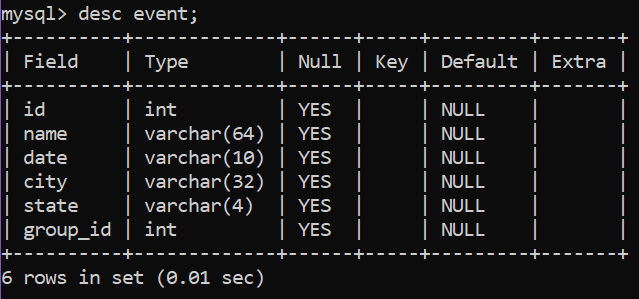 mysql> desc event;
+----------+-------------+------+-----+---------+-------+
| Field    | Type        | Null | Key | Default | Extra |
+----------+-------------+------+-----+---------+-------+
| id       | int         | YES  |     | NULL    |       |
| name     | varchar(64) | YES  |     | NULL    |       |
| date     | varchar(10) | YES  |     | NULL    |       |
| city     | varchar(32) | YES  |     | NULL    |       |
| state    | varchar(4)  | YES  |     | NULL    |       |
| group_id | int         | YES  |     | NULL    |       |
+----------+-------------+------+-----+---------+-------+
6 rows in set (0.01 sec)